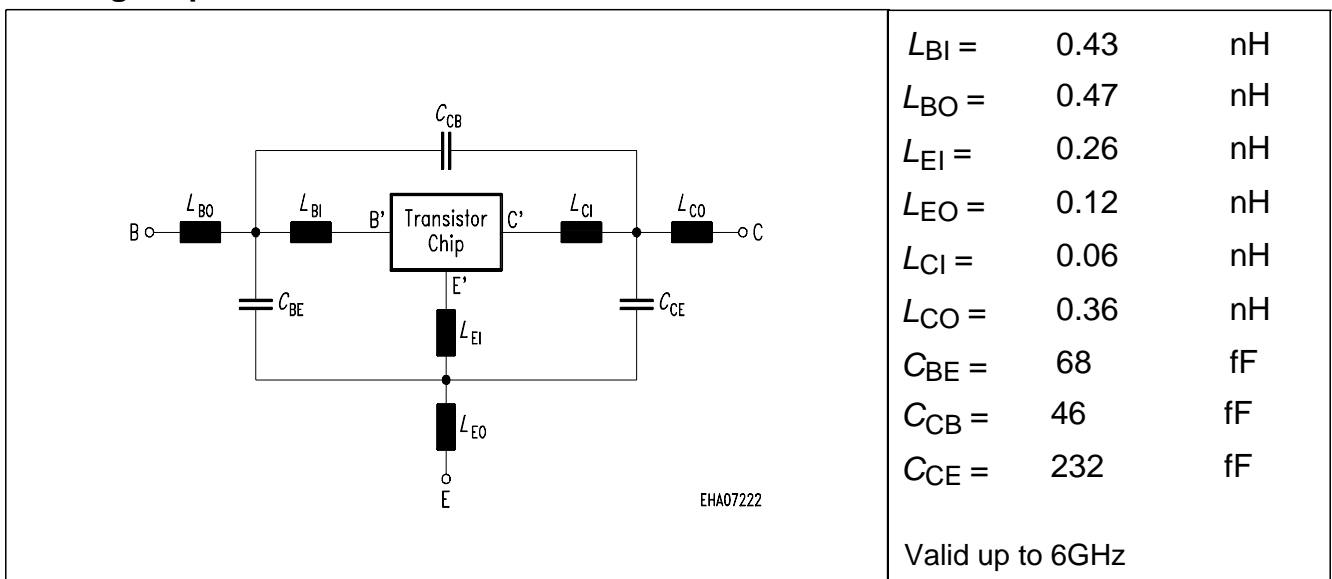 C_CB
L_BO
L_BI
L_CI
L_CO
B
B'
Transistor
Chip
C'
C
E'
C_BE
C_CE
L_EI
L_EO
E
EHA07222
L_BI = 0.43 nH
L_BO = 0.47 nH
L_EI = 0.26 nH
L_EO = 0.12 nH
L_CI = 0.06 nH
L_CO = 0.36 nH
C_BE = 68 fF
C_CB = 46 fF
C_CE = 232 fF
Valid up to 6GHz